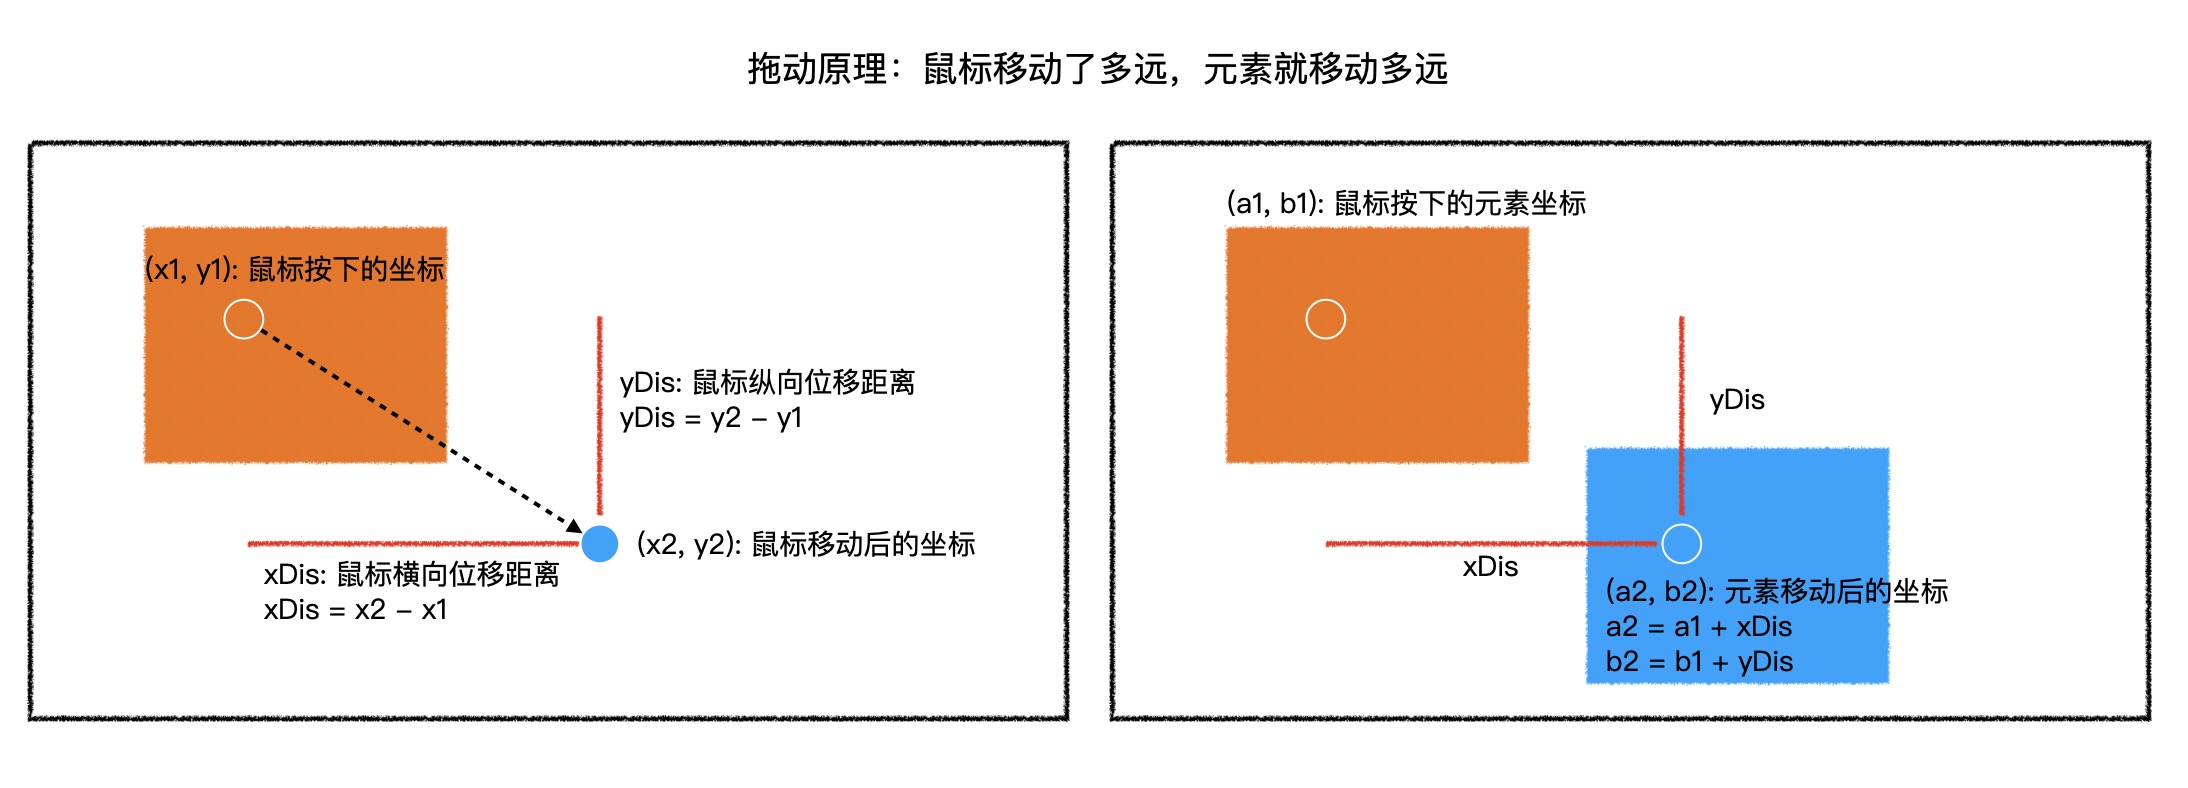 拖动原理：鼠标移动了多远，元素就移动多远
(x1, y1): 鼠标按下的坐标
yDis: 鼠标纵向位移距离
yDis = y2 – y1
(x2, y2): 鼠标移动后的坐标
xDis: 鼠标横向位移距离
xDis = x2 – x1
(a1, b1): 鼠标按下的元素坐标
yDis
xDis
(a2, b2): 元素移动后的坐标
a2 = a1 + xDis
b2 = b1 + yDis